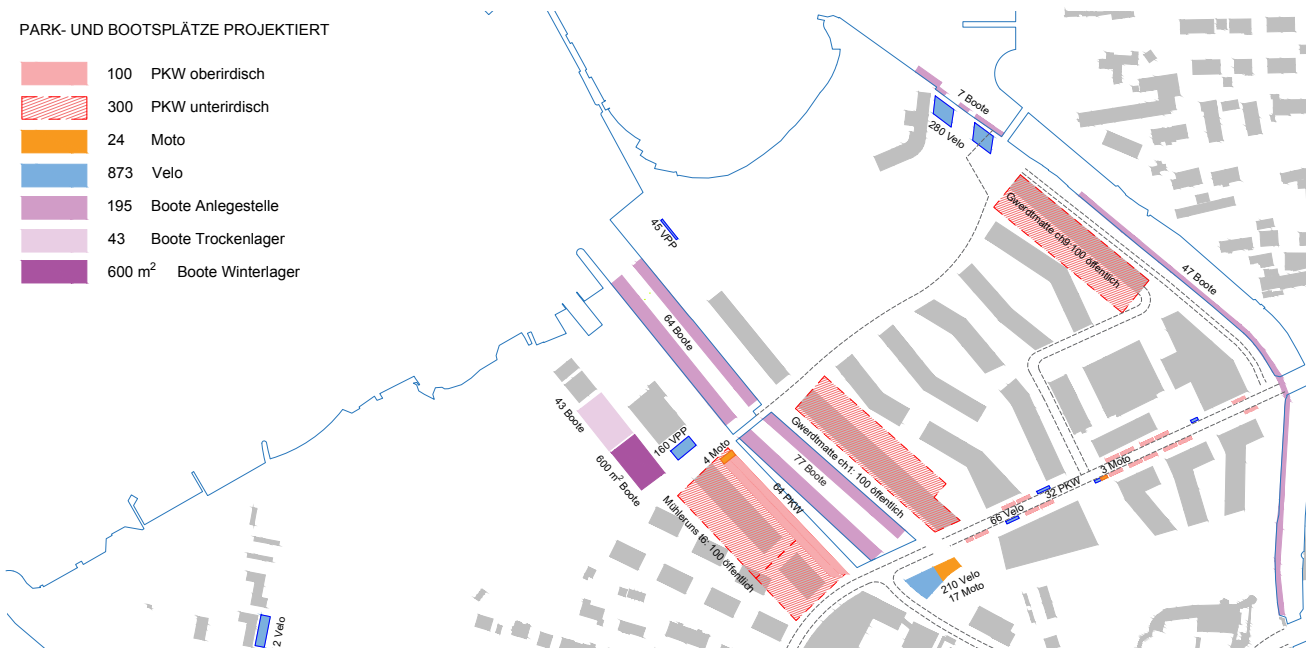 PARK- UND BOOTSPLÄTZE PROJEKTIERT
100 PKW oberirdisch
300 PKW unterirdisch
24 Moto
873 Velo
195 Boote Anlegestelle
43 Boote Trockenlager
600 m² Boote Winterlager
7 Boote
280 Velo
45 VPP
Gwerdtmatte ch9:100 öffentlich
47 Boote
64 Boote
43 Boote
160 VPP
600 m² Boote
4 Moto
64 PKW
77 Boote
Gwerdtmatte ch1: 100 öffentlich
Mühleruns t6: 100 öffentlich
3 Moto
32 PKW
66 Velo
210 Velo
17 Moto
2 Velo